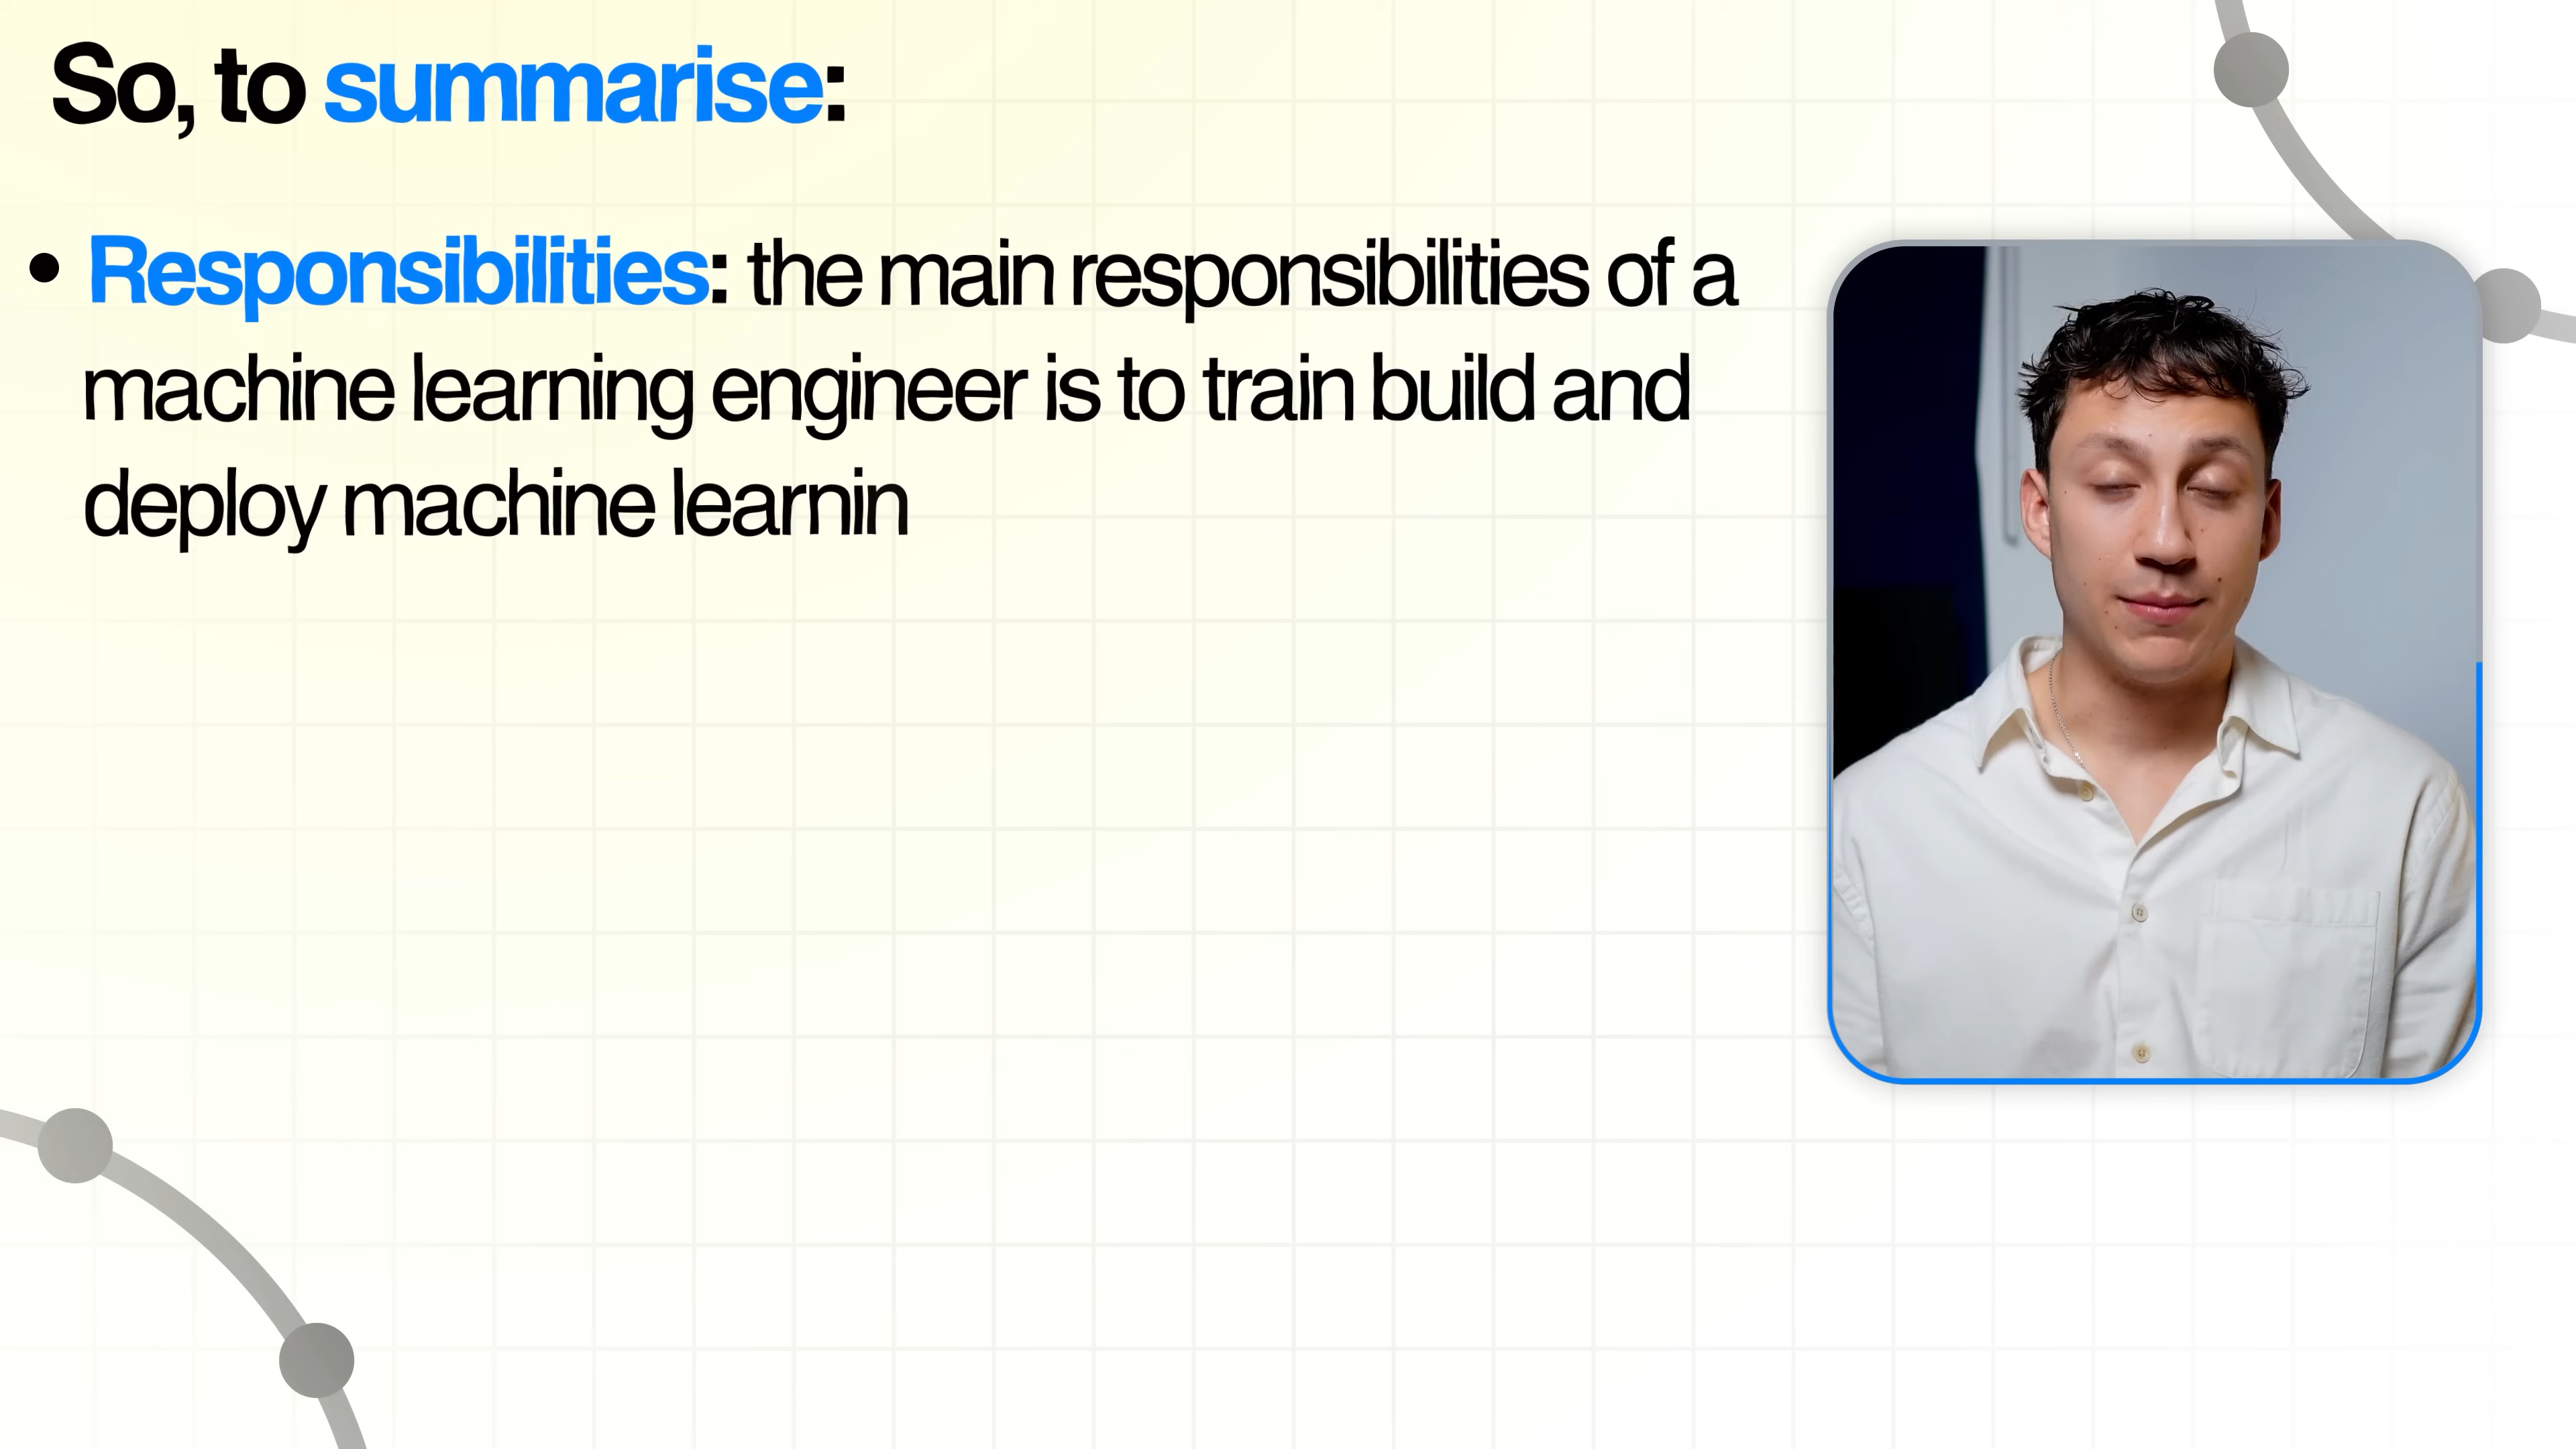 So, to summarise:
• Responsibilities: the main responsibilities of a
machine learning engineer is to train build and
deploy machine learnin